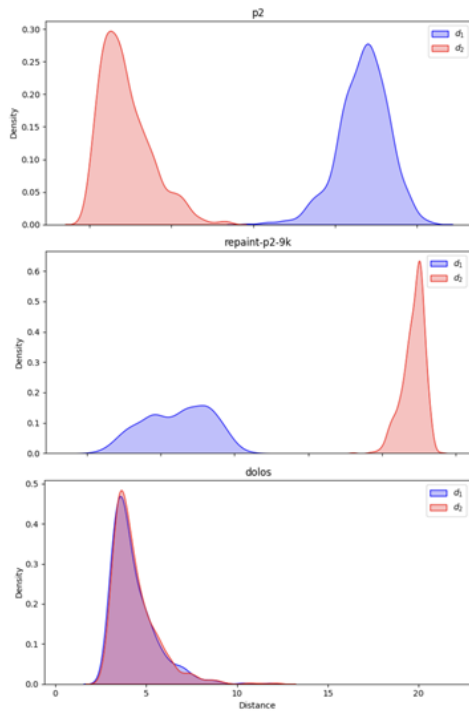 p2
0.30
0.25
0.20
0.15
0.10
0.05
0.00
Density
d₁
d₂
repaint-p2-9k
0.6
0.5
0.4
0.3
0.2
0.1
0.0
Density
d₁
d₂
dolos
0.5
0.4
0.3
0.2
0.1
0.0
Density
d₁
d₂
0 5 10 15 20
Distance